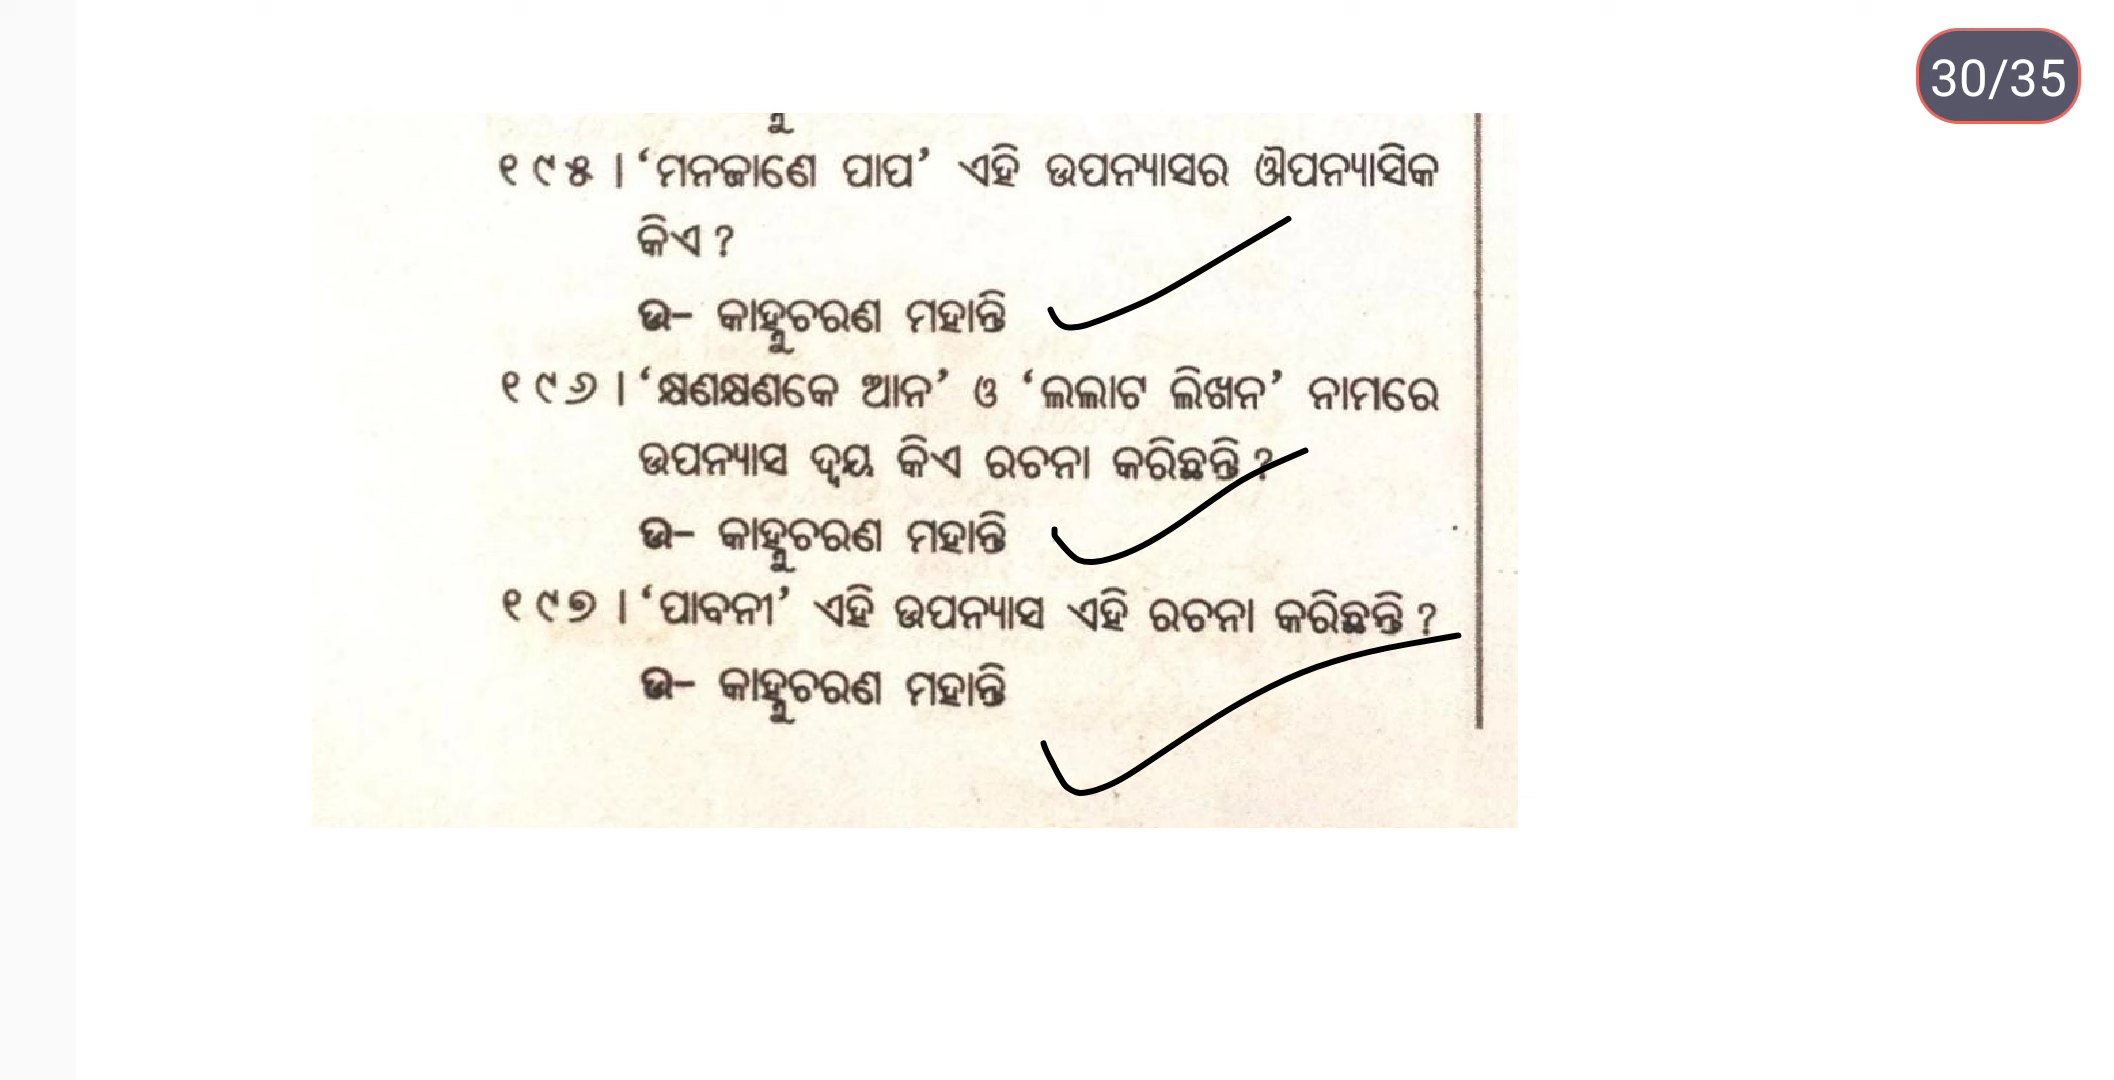 30/35
୧୯୫।‘ମନଜାଣେ ପାପ’ ଏହି ଉପନ୍ୟାସର ଔପନ୍ୟାସିକ
କିଏ ?
ଉ– କାହ୍ନୁଚରଣ ମହାନ୍ତି
୧୯୬।‘କ୍ଷଣକ୍ଷଣକେ ଆନ’ ଓ ‘ଲଲାଟ ଲିଖନ’ ନାମରେ
ଉପନ୍ୟାସ ଦ୍ୱୟ କିଏ ରଚନା କରିଛନ୍ତି ?
ଉ– କାହ୍ନୁଚରଣ ମହାନ୍ତି
୧୯୭।‘ପାବନୀ’ ଏହି ଉପନ୍ୟାସ ଏହି ରଚନା କରିଛନ୍ତି ?
ଉ– କାହ୍ନୁଚରଣ ମହାନ୍ତି